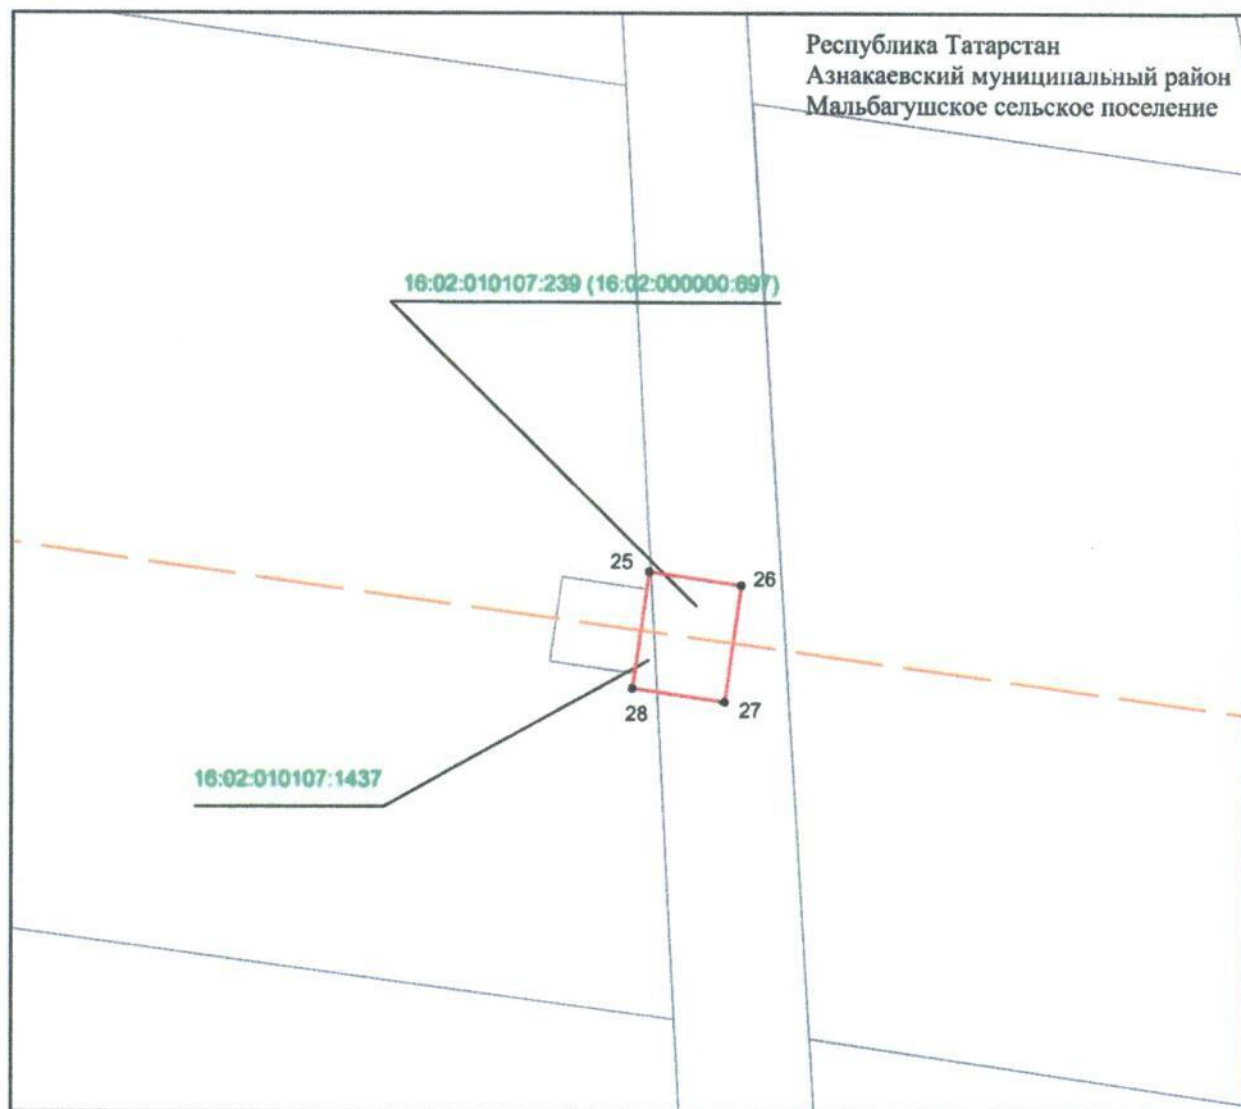 Республика Татарстан
Азнакаевский муниципальный район
Мальбагушское сельское поселение
16:02:010107:239 (16:02:000000:697)
25
26
28
27
16:02:010107:1437